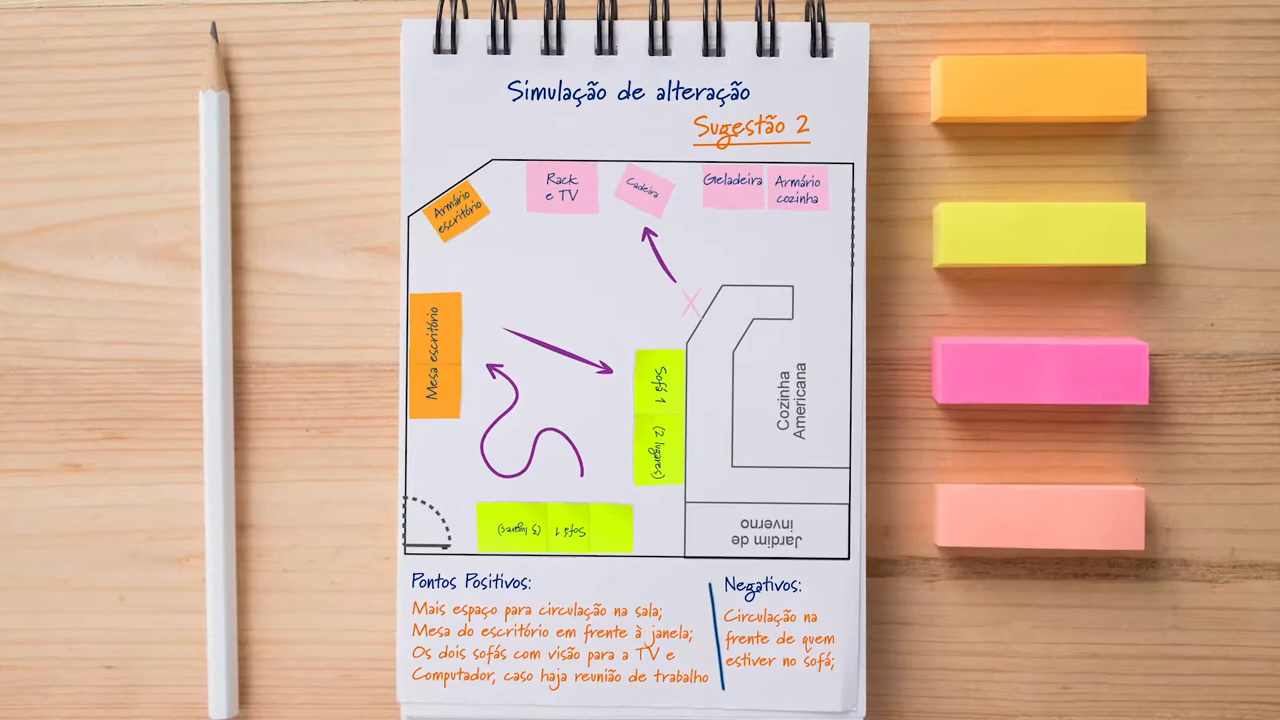 Simulação de alteração
Sugestão 2
Armário
escritório
Rack
e TV
Cadeira
Geladeira
Armário
cozinha
Mesa escritório
Sofá 1
(2 lugares)
Cozinha
Americana
Sofá 1
(3 lugares)
Jardim de
inverno
Pontos Positivos:
Mais espaço para circulação na sala;
Mesa do escritório em frente à janela;
Os dois sofás com visão para a TV e
Computador, caso haja reunião de trabalho
Negativos:
Circulação na
frente de quem
estiver no sofá;